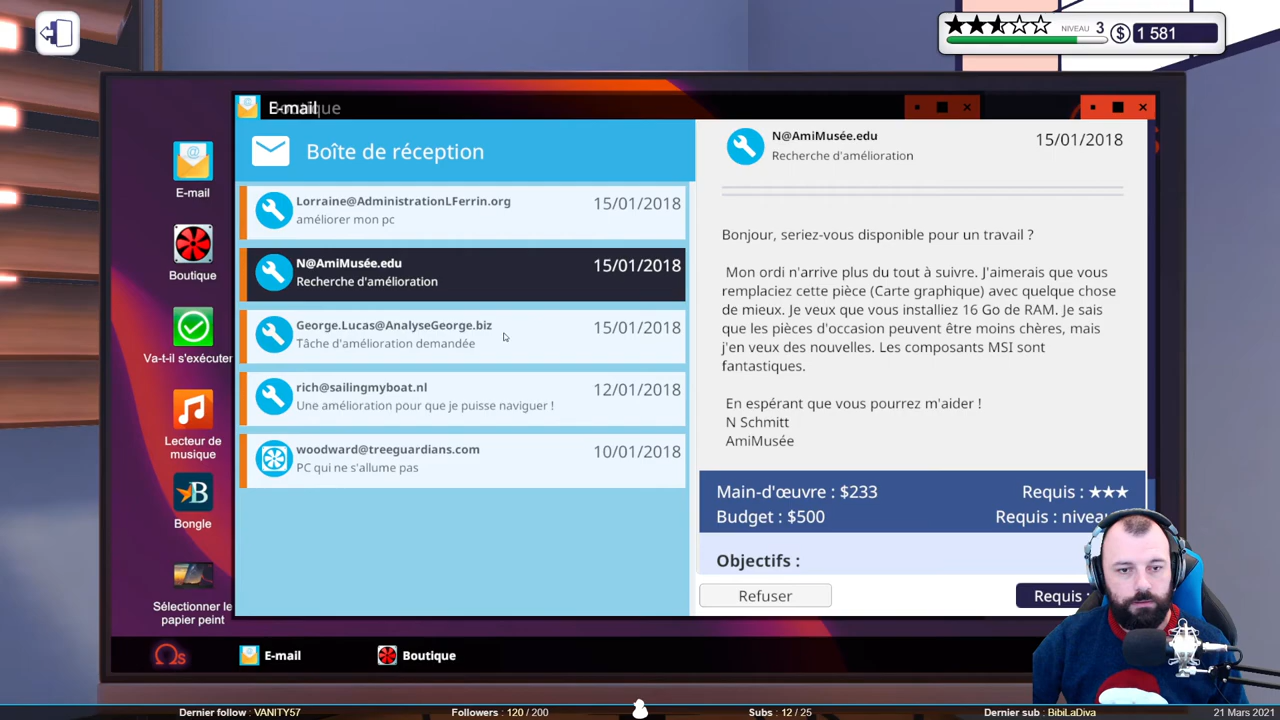 NIVEAU 3
$ 1 581
E-mail
Boîte de réception
Lorraine@AdministrationLFerrin.org
15/01/2018
améliorer mon pc
N@AmiMusée.edu
15/01/2018
Recherche d'amélioration
George.Lucas@AnalyseGeorge.biz
15/01/2018
Tâche d'amélioration demandée
rich@sailingmyboat.nl
12/01/2018
Une amélioration pour que je puisse naviguer !
woodward@treeguardians.com
10/01/2018
PC qui ne s'allume pas
N@AmiMusée.edu
15/01/2018
Recherche d'amélioration
Bonjour, seriez-vous disponible pour un travail ?
Mon ordi n'arrive plus du tout à suivre. J'aimerais que vous
remplaciez cette pièce (Carte graphique) avec quelque chose
de mieux. Je veux que vous installiez 16 Go de RAM. Je sais
que les pièces d'occasion peuvent être moins chères, mais
j'en veux des nouvelles. Les composants MSI sont
fantastiques.
En espérant que vous pourrez m'aider !
N Schmitt
AmiMusée
Main-d'œuvre : $233
Requis : ★★★
Budget : $500
Requis :
Objectifs :
Refuser
Requis :
E-mail
Boutique
Va-t-il s'exécuter
Lecteur de
musique
Bongle
Sélectionner le
papier peint
E-mail
Boutique
Dernier follow : VANITY57
Followers : 120 / 200
Subs : 12 / 25
Dernier sub : BibiLaDiva
21 Mars 2021